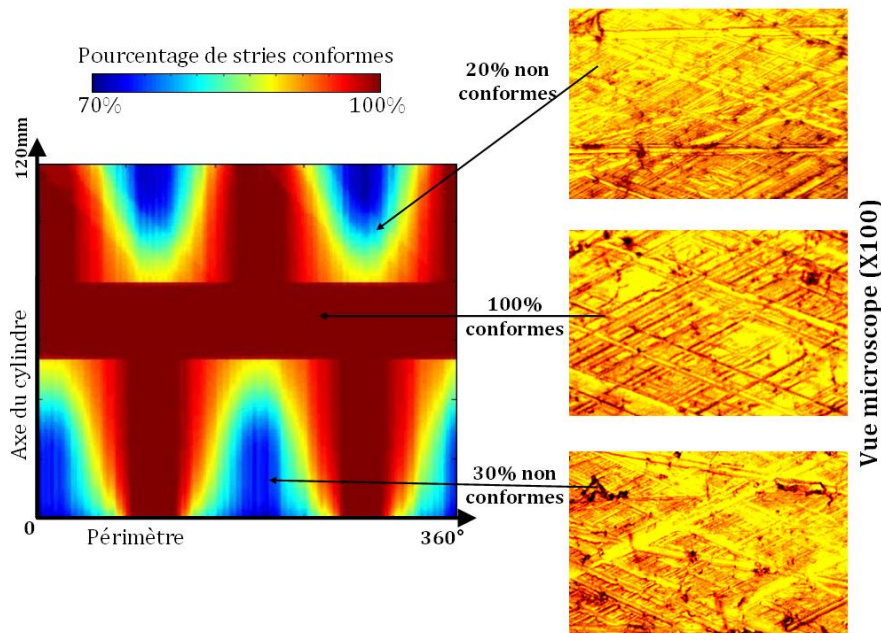 Pourcentage de stries conformes
70%
100%
120mm
Axe du cylindre
0
Périmètre
360°
20% non
conformes
100%
conformes
30% non
conformes
Vue microscope (X100)